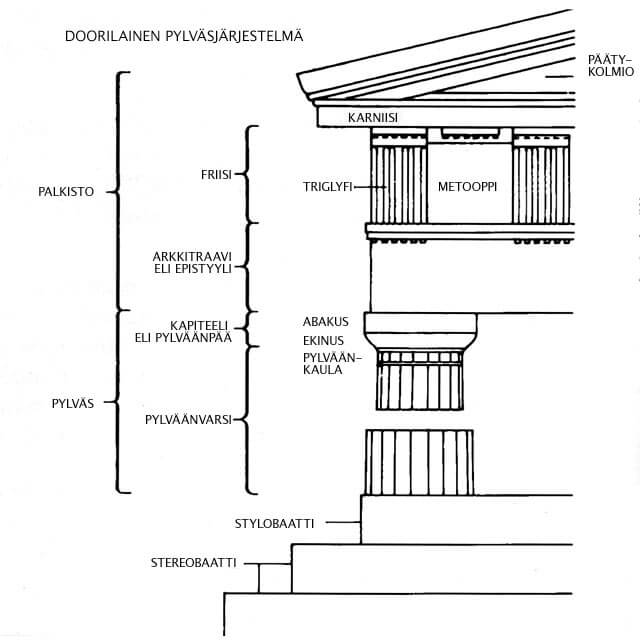 DOORILAINEN PYLVÄSJÄRJESTELMÄ
PÄÄTY-
KOLMIO
KARNIISI
FRIISI
TRIGLYFI
METOOPPI
PALKISTO
ARKKITRAAVI
ELI EPISTYYLI
KAPITEELI
ELI PYLVÄÄNPÄÄ
ABAKUS
EKINUS
PYLVÄÄN-
KAULA
PYLVÄS
PYLVÄÄNVARSI
STYLOBAATTI
STEREOBAATTI